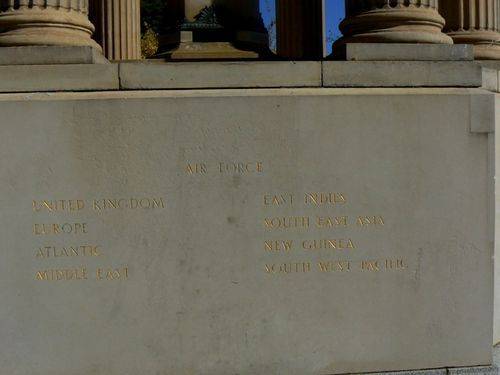 AIR FORCE
UNITED KINGDOM
EUROPE
ATLANTIC
MIDDLE EAST
EAST INDIES
SOUTH EAST ASIA
NEW GUINEA
SOUTH WEST PACIFIC